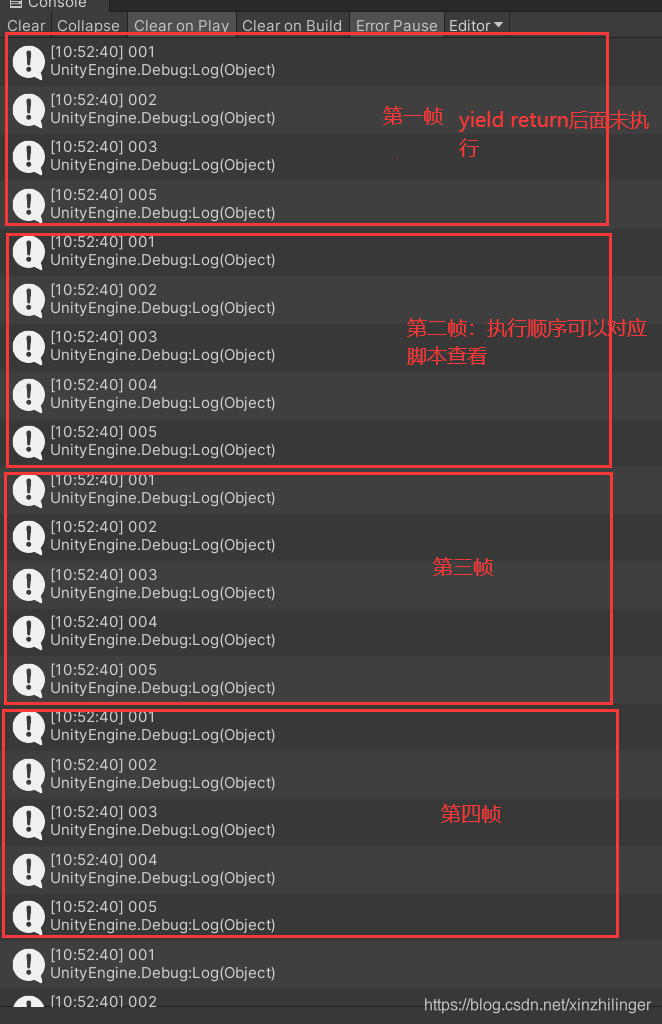 Console
Clear Collapse Clear on Play Clear on Build Error Pause Editor
[10:52:40] 001
UnityEngine.Debug:Log(Object)
[10:52:40] 002
UnityEngine.Debug:Log(Object)
第一帧
yield return后面未执
行
[10:52:40] 003
UnityEngine.Debug:Log(Object)
[10:52:40] 005
UnityEngine.Debug:Log(Object)
[10:52:40] 001
UnityEngine.Debug:Log(Object)
[10:52:40] 002
UnityEngine.Debug:Log(Object)
第二帧：执行顺序可以对应
脚本查看
[10:52:40] 003
UnityEngine.Debug:Log(Object)
[10:52:40] 004
UnityEngine.Debug:Log(Object)
[10:52:40] 005
UnityEngine.Debug:Log(Object)
[10:52:40] 001
UnityEngine.Debug:Log(Object)
[10:52:40] 002
UnityEngine.Debug:Log(Object)
第三帧
[10:52:40] 003
UnityEngine.Debug:Log(Object)
[10:52:40] 004
UnityEngine.Debug:Log(Object)
[10:52:40] 005
UnityEngine.Debug:Log(Object)
[10:52:40] 001
UnityEngine.Debug:Log(Object)
[10:52:40] 002
UnityEngine.Debug:Log(Object)
第四帧
[10:52:40] 003
UnityEngine.Debug:Log(Object)
[10:52:40] 004
UnityEngine.Debug:Log(Object)
[10:52:40] 005
UnityEngine.Debug:Log(Object)
[10:52:40] 001
UnityEngine.Debug:Log(Object)
[10:52:40] 002
https://blog.csdn.net/xinzhilinger